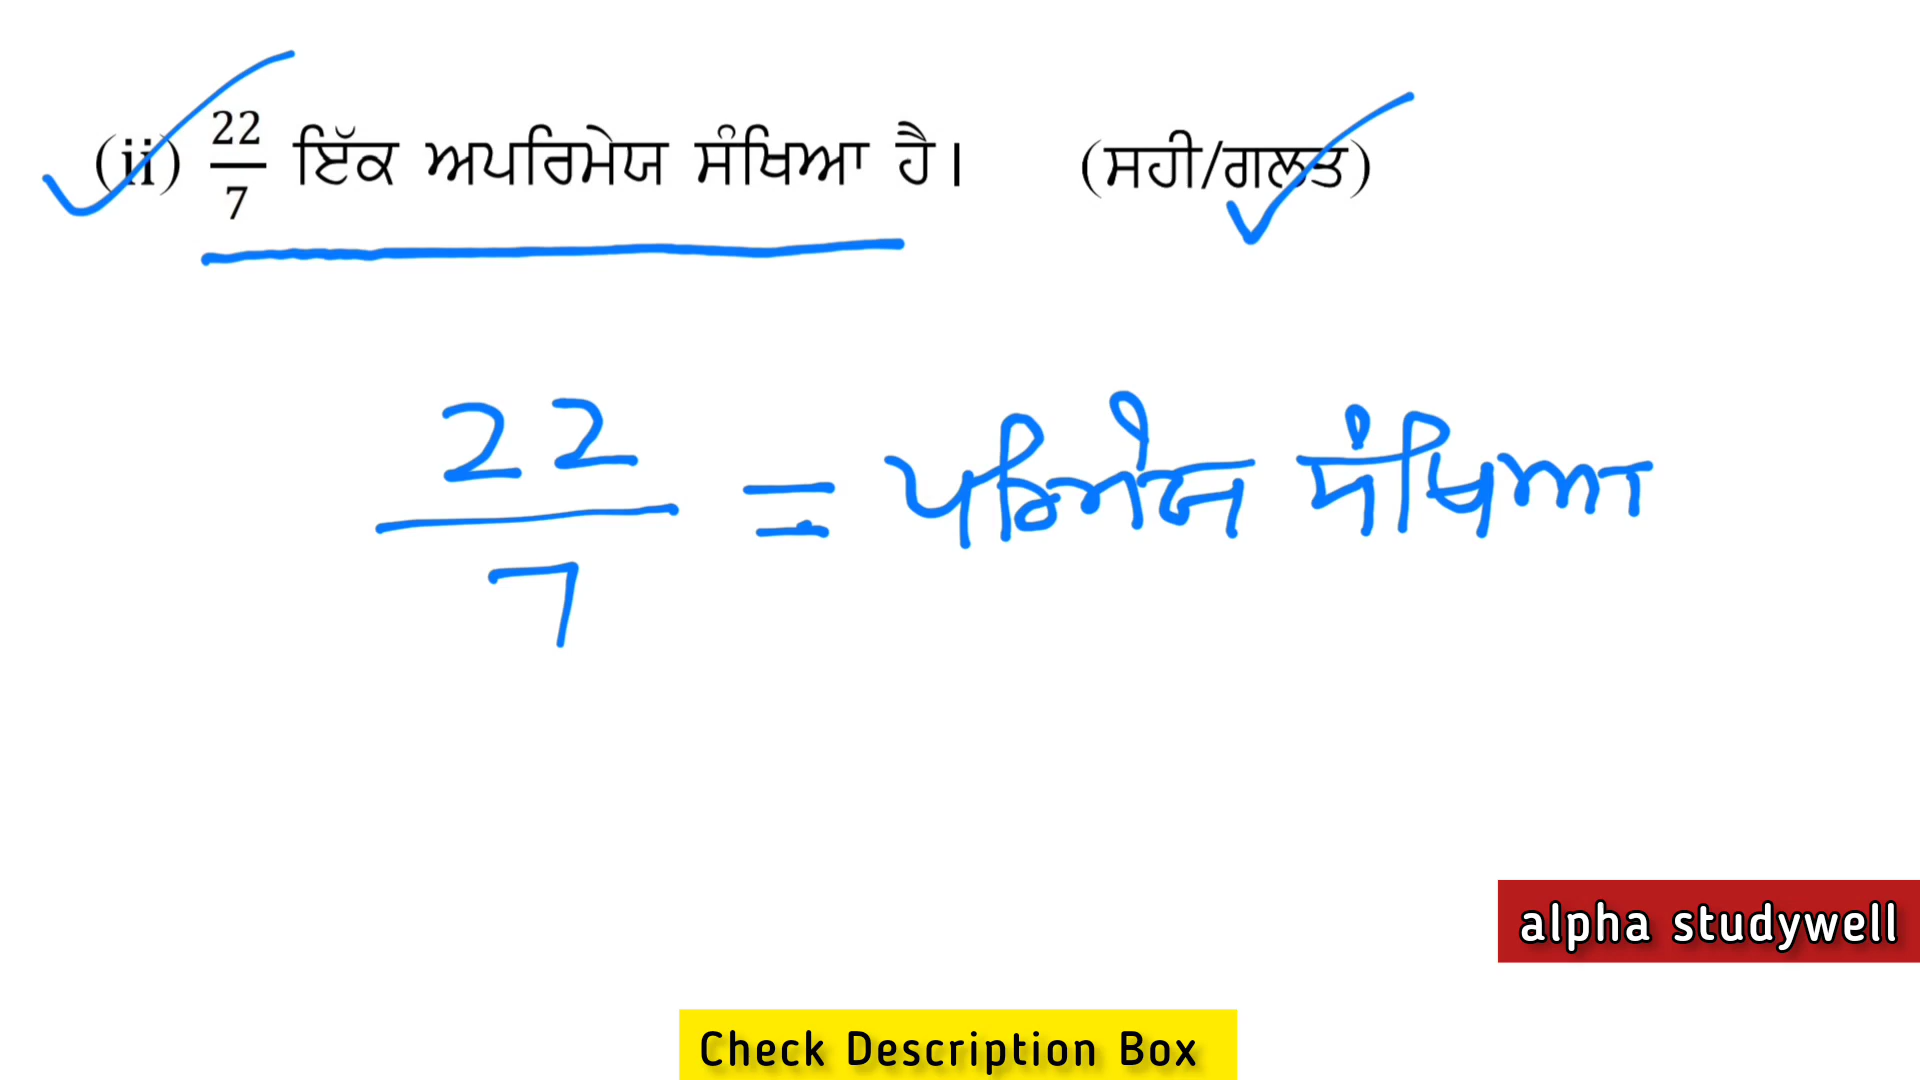 (ii) 22/7 ਇੱਕ ਅਪਰਿਮੇਯ ਸੰਖਿਆ ਹੈ। (ਸਹੀ/ਗਲਤ)
22/7 = ਪਰਿਮੇਯ ਸੰਖਿਆ
alpha studywell
Check Description Box